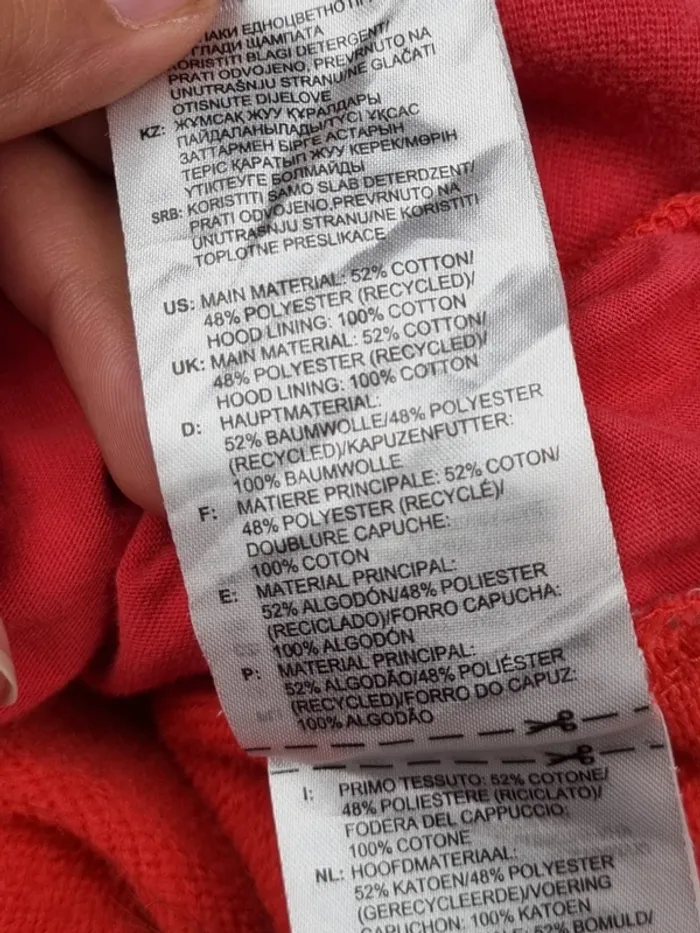 ЕДНОЦВЕТНО
ГЛАДИ ЩАМПАТА
KORISTITI BLAGI DETERGENT/
PRATI ODVOJENO, PREVRNUTO NA
UNUTRAŠNJU STRANU/NE GLAČATI
OTISNUTE DIJELOVE
KZ: ЖҰМСАҚ ЖУУ ҚҰРАЛДАРЫ
ПАЙДАЛАНЫЛАДЫ/ТҮСІ ҰҚСАС
ЗАТТАРМЕН БІРГЕ АСТАРЫН
ТЕРІС ҚАРАТЫП ЖУУ КЕРЕК/МӨРІН
ҮТІКТЕУГЕ БОЛМАЙДЫ
SRB: KORISTITI SAMO SLAB DETERDZENT/
PRATI ODVOJENO,PREVRNUTO NA
UNUTRAŠNJU STRANU/NE KORISTITI
TOPLOTNE PRESLIKACE
US: MAIN MATERIAL: 52% COTTON/
48% POLYESTER (RECYCLED)/
HOOD LINING: 100% COTTON
UK: MAIN MATERIAL: 52% COTTON/
48% POLYESTER (RECYCLED)/
HOOD LINING: 100% COTTON
D: HAUPTMATERIAL:
52% BAUMWOLLE/48% POLYESTER
(RECYCLED)/KAPUZENFUTTER:
100% BAUMWOLLE
F: MATIERE PRINCIPALE: 52% COTON/
48% POLYESTER (RECYCLÉ)/
DOUBLURE CAPUCHE:
100% COTON
E: MATERIAL PRINCIPAL:
52% ALGODÓN/48% POLIESTER
(RECICLADO)/FORRO CAPUCHA:
100% ALGODÓN
P: MATERIAL PRINCIPAL:
52% ALGODÃO/48% POLIÉSTER
(RECYCLED)/FORRO DO CAPUZ:
100% ALGODÃO
I: PRIMO TESSUTO: 52% COTONE/
48% POLIESTERE (RICICLATO)/
FODERA DEL CAPPUCCIO:
100% COTONE
NL: HOOFDMATERIAAL:
52% KATOEN/48% POLYESTER
(GERECYCLEERDE)/VOERING
CAPUCHON: 100% KATOEN
52% BOMULD/